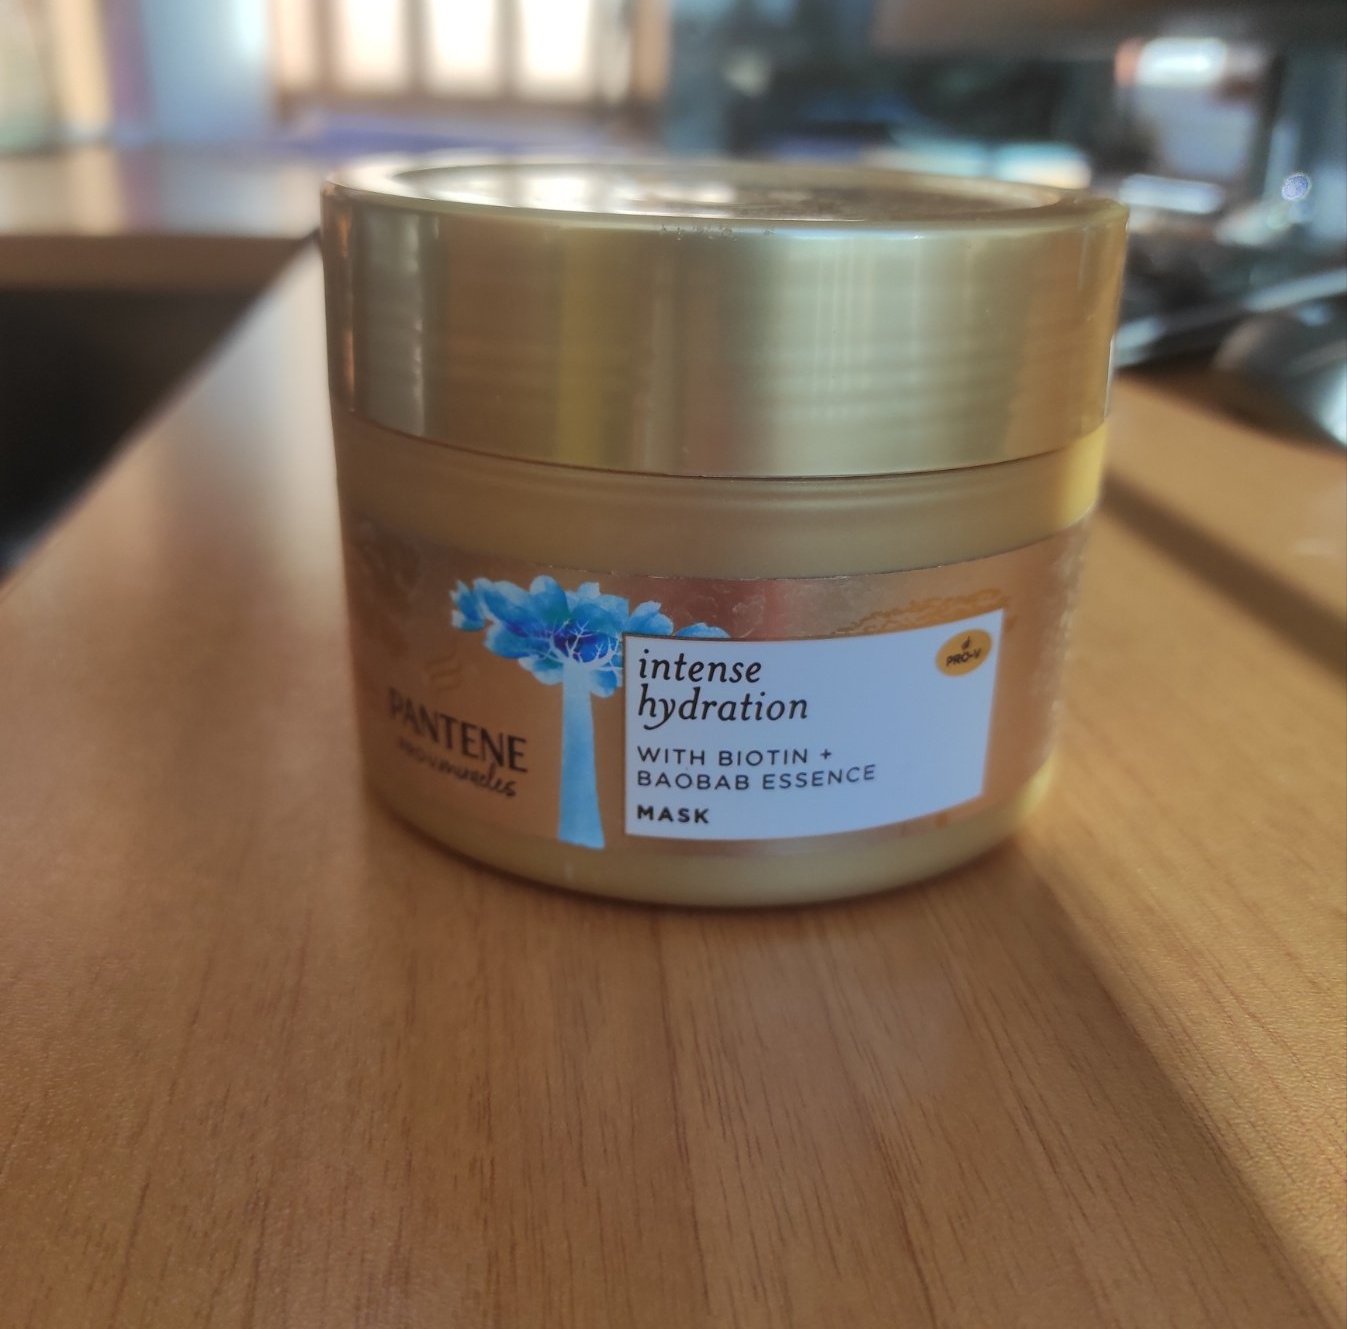 PANTENE
PRO-V miracles
intense
hydration
WITH BIOTIN +
BAOBAB ESSENCE
MASK
PRO-V